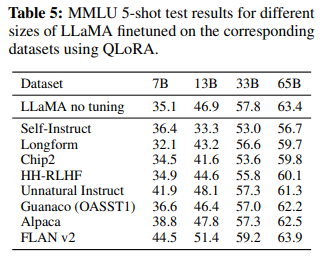 Table 5: MMLU 5-shot test results for different
sizes of LLaMA finetuned on the corresponding
datasets using QLoRA.
Dataset 7B 13B 33B 65B
LLaMA no tuning 35.1 46.9 57.8 63.4
Self-Instruct 36.4 33.3 53.0 56.7
Longform 32.1 43.2 56.6 59.7
Chip2 34.5 41.6 53.6 59.8
HH-RLHF 34.9 44.6 55.8 60.1
Unnatural Instruct 41.9 48.1 57.3 61.3
Guanaco (OASST1) 36.6 46.4 57.0 62.2
Alpaca 38.8 47.8 57.3 62.5
FLAN v2 44.5 51.4 59.2 63.9